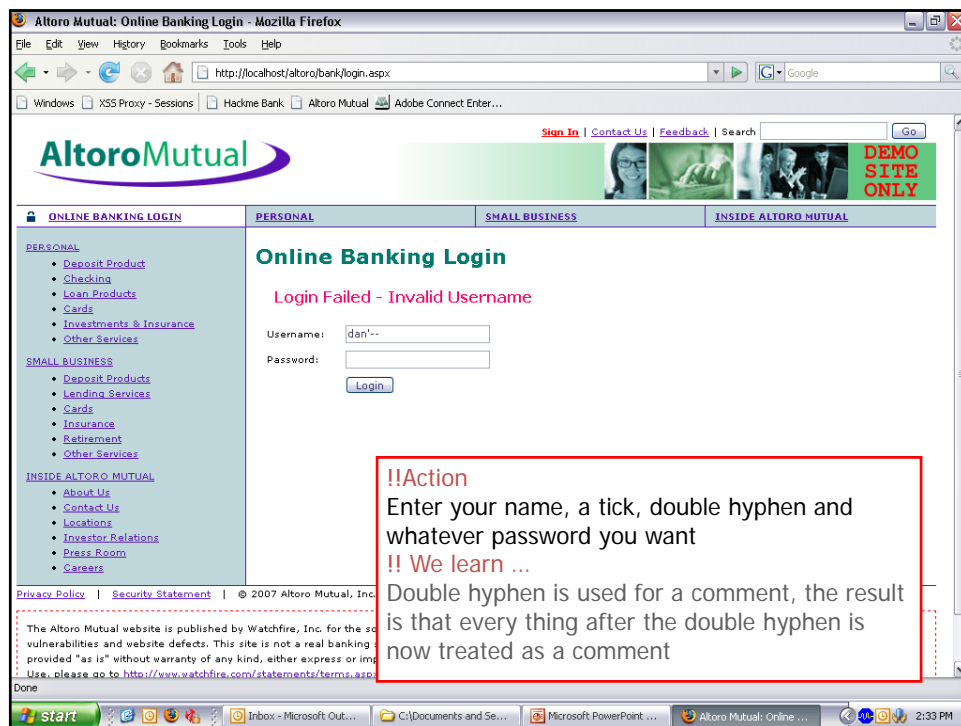 Altoro Mutual: Online Banking Login - Mozilla Firefox
File Edit View History Bookmarks Tools Help
http://localhost/altoro/bank/login.aspx
Google
Windows XSS Proxy - Sessions Hackme Bank Altoro Mutual Adobe Connect Enter...
Sign In | Contact Us | Feedback | Search Go
AltoroMutual
DEMO
SITE
ONLY
ONLINE BANKING LOGIN PERSONAL SMALL BUSINESS INSIDE ALTORO MUTUAL
PERSONAL
• Deposit Product
• Checking
• Loan Products
• Cards
• Investments & Insurance
• Other Services
SMALL BUSINESS
• Deposit Products
• Lending Services
• Cards
• Insurance
• Retirement
• Other Services
INSIDE ALTORO MUTUAL
• About Us
• Contact Us
• Locations
• Investor Relations
• Press Room
• Careers
Online Banking Login
Login Failed - Invalid Username
Username: dan'--
Password:
Login
!!Action
Enter your name, a tick, double hyphen and
whatever password you want
!! We learn ...
Double hyphen is used for a comment, the result
is that every thing after the double hyphen is
now treated as a comment
Privacy Policy | Security Statement | © 2007 Altoro Mutual, Inc.
The Altoro Mutual website is published by Watchfire, Inc. for the
vulnerabilities and website defects. This site is not a real banking
provided "as is" without warranty of any kind, either express or
Use, please go to http://www.watchfire.com/statements/terms.aspx
Done
start Inbox - Microsoft Out... C:\Documents and Se... Microsoft PowerPoint ... Altoro Mutual: Online ... 2:33 PM